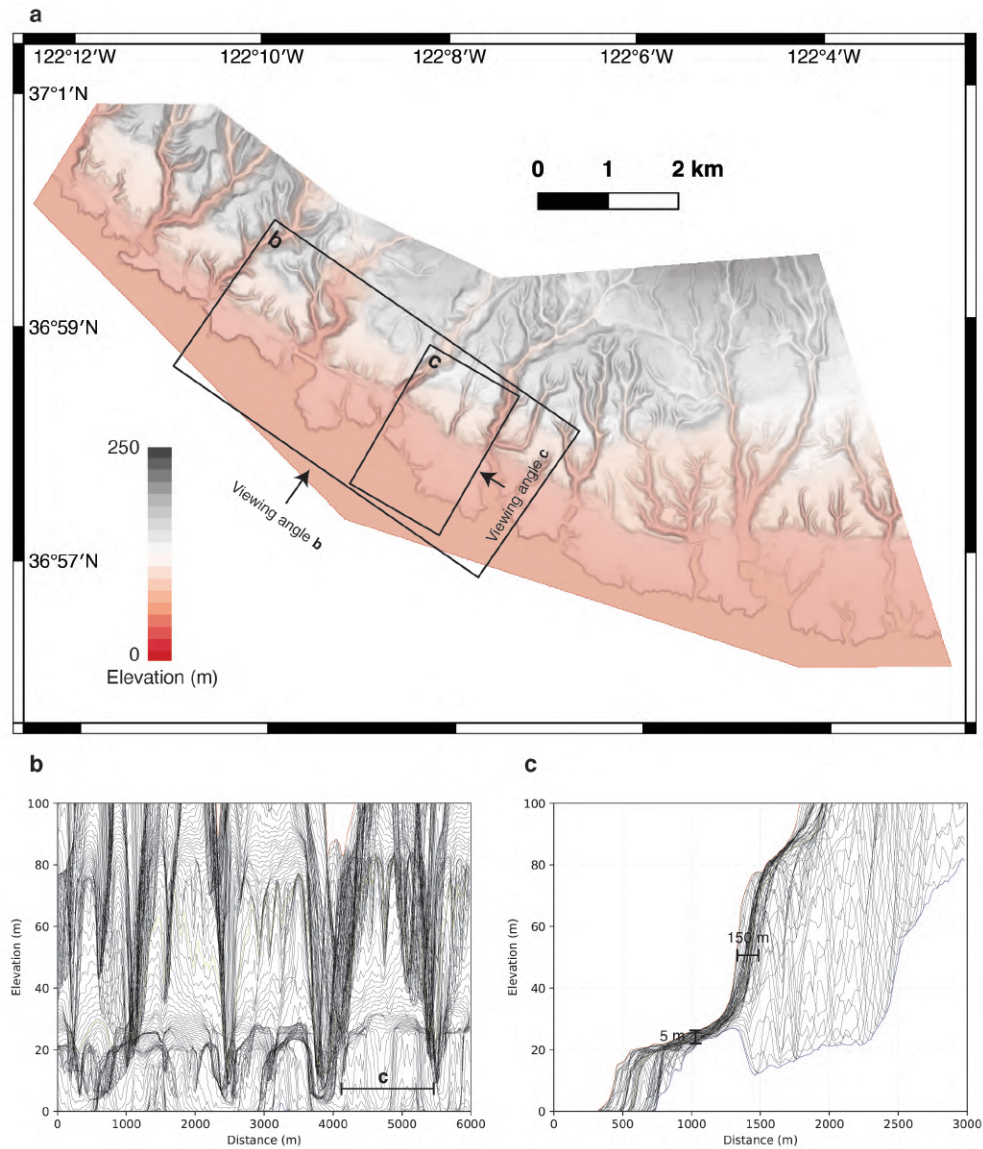 a
122°12′W 122°10′W 122°8′W 122°6′W 122°4′W
37°1′N
0 1 2 km
b
36°59′N
c
250
Viewing angle b
Viewing angle c
36°57′N
0
Elevation (m)
b
c
100
80
60
40
20
0
Elevation (m)
c
0 1000 2000 3000 4000 5000 6000
Distance (m)
100
80
60
40
20
0
Elevation (m)
150 m
5 m
0 500 1000 1500 2000 2500 3000
Distance (m)